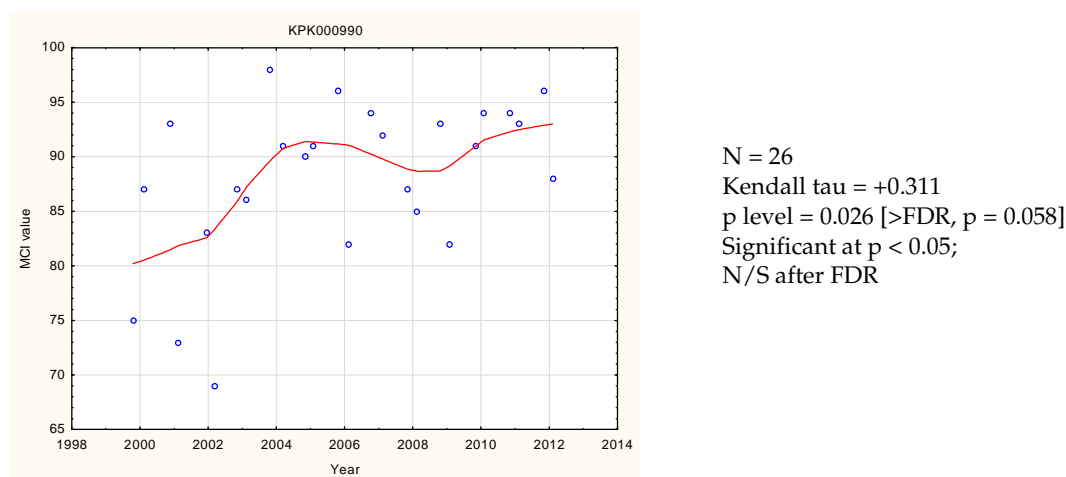 KPK000990
100
95
90
85
80
75
70
65
MCI value
1998 2000 2002 2004 2006 2008 2010 2012 2014
Year
N = 26
Kendall tau = +0.311
p level = 0.026 [>FDR, p = 0.058]
Significant at p < 0.05;
N/S after FDR